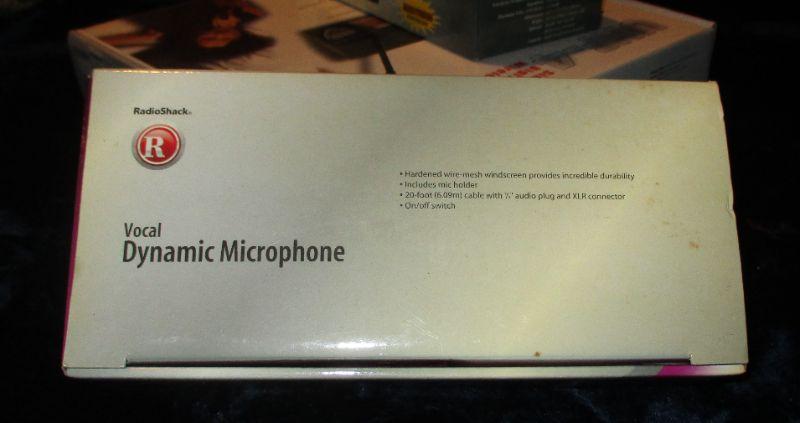 RadioShack®
R
Vocal
Dynamic Microphone
• Hardened wire-mesh windscreen provides incredible durability
• Includes mic holder
• 20-foot (6.09m) cable with ¼" audio plug and XLR connector
• On/off switch